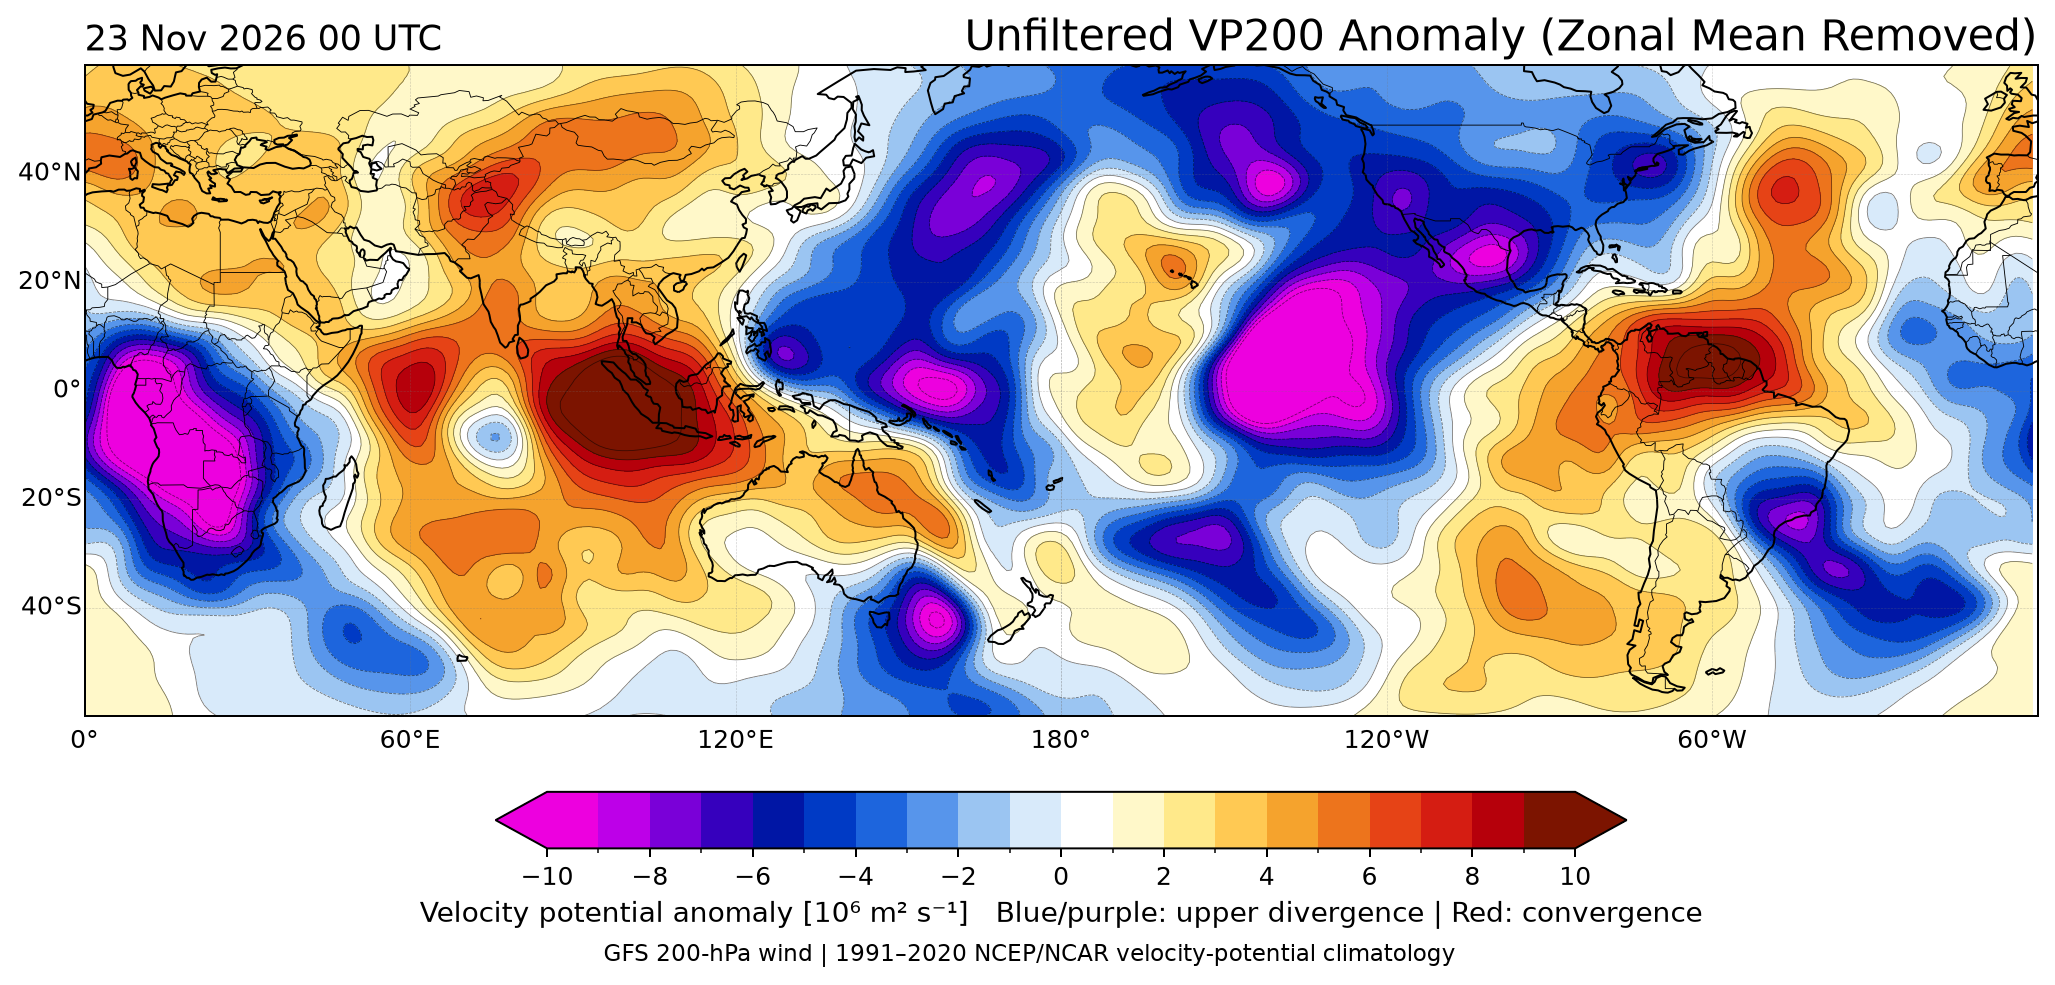 23 Nov 2026 00 UTC
Unfiltered VP200 Anomaly (Zonal Mean Removed)
40°N
20°N
0°
20°S
40°S
0° 60°E 120°E 180° 120°W 60°W
−10 −8 −6 −4 −2 0 2 4 6 8 10
Velocity potential anomaly [10⁶ m² s⁻¹]   Blue/purple: upper divergence | Red: convergence
GFS 200-hPa wind | 1991–2020 NCEP/NCAR velocity-potential climatology